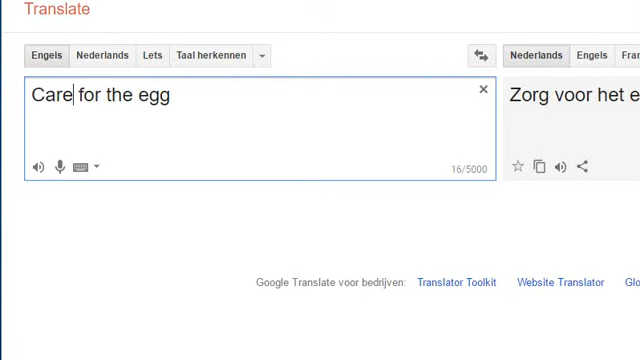 Translate
Engels Nederlands Lets Taal herkennen Nederlands Engels
Care for the egg Zorg voor het
16/5000
Google Translate voor bedrijven: Translator Toolkit Website Translator